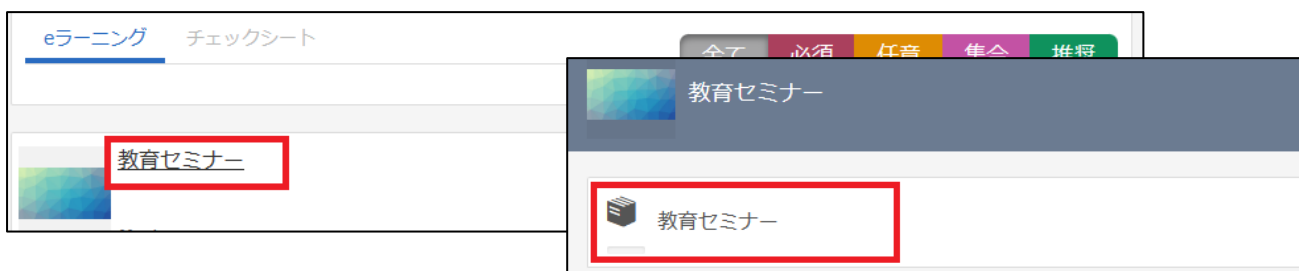 eラーニング チェックシート
全て 必須 任意 集合 推奨
教育セミナー
教育セミナー
教育セミナー